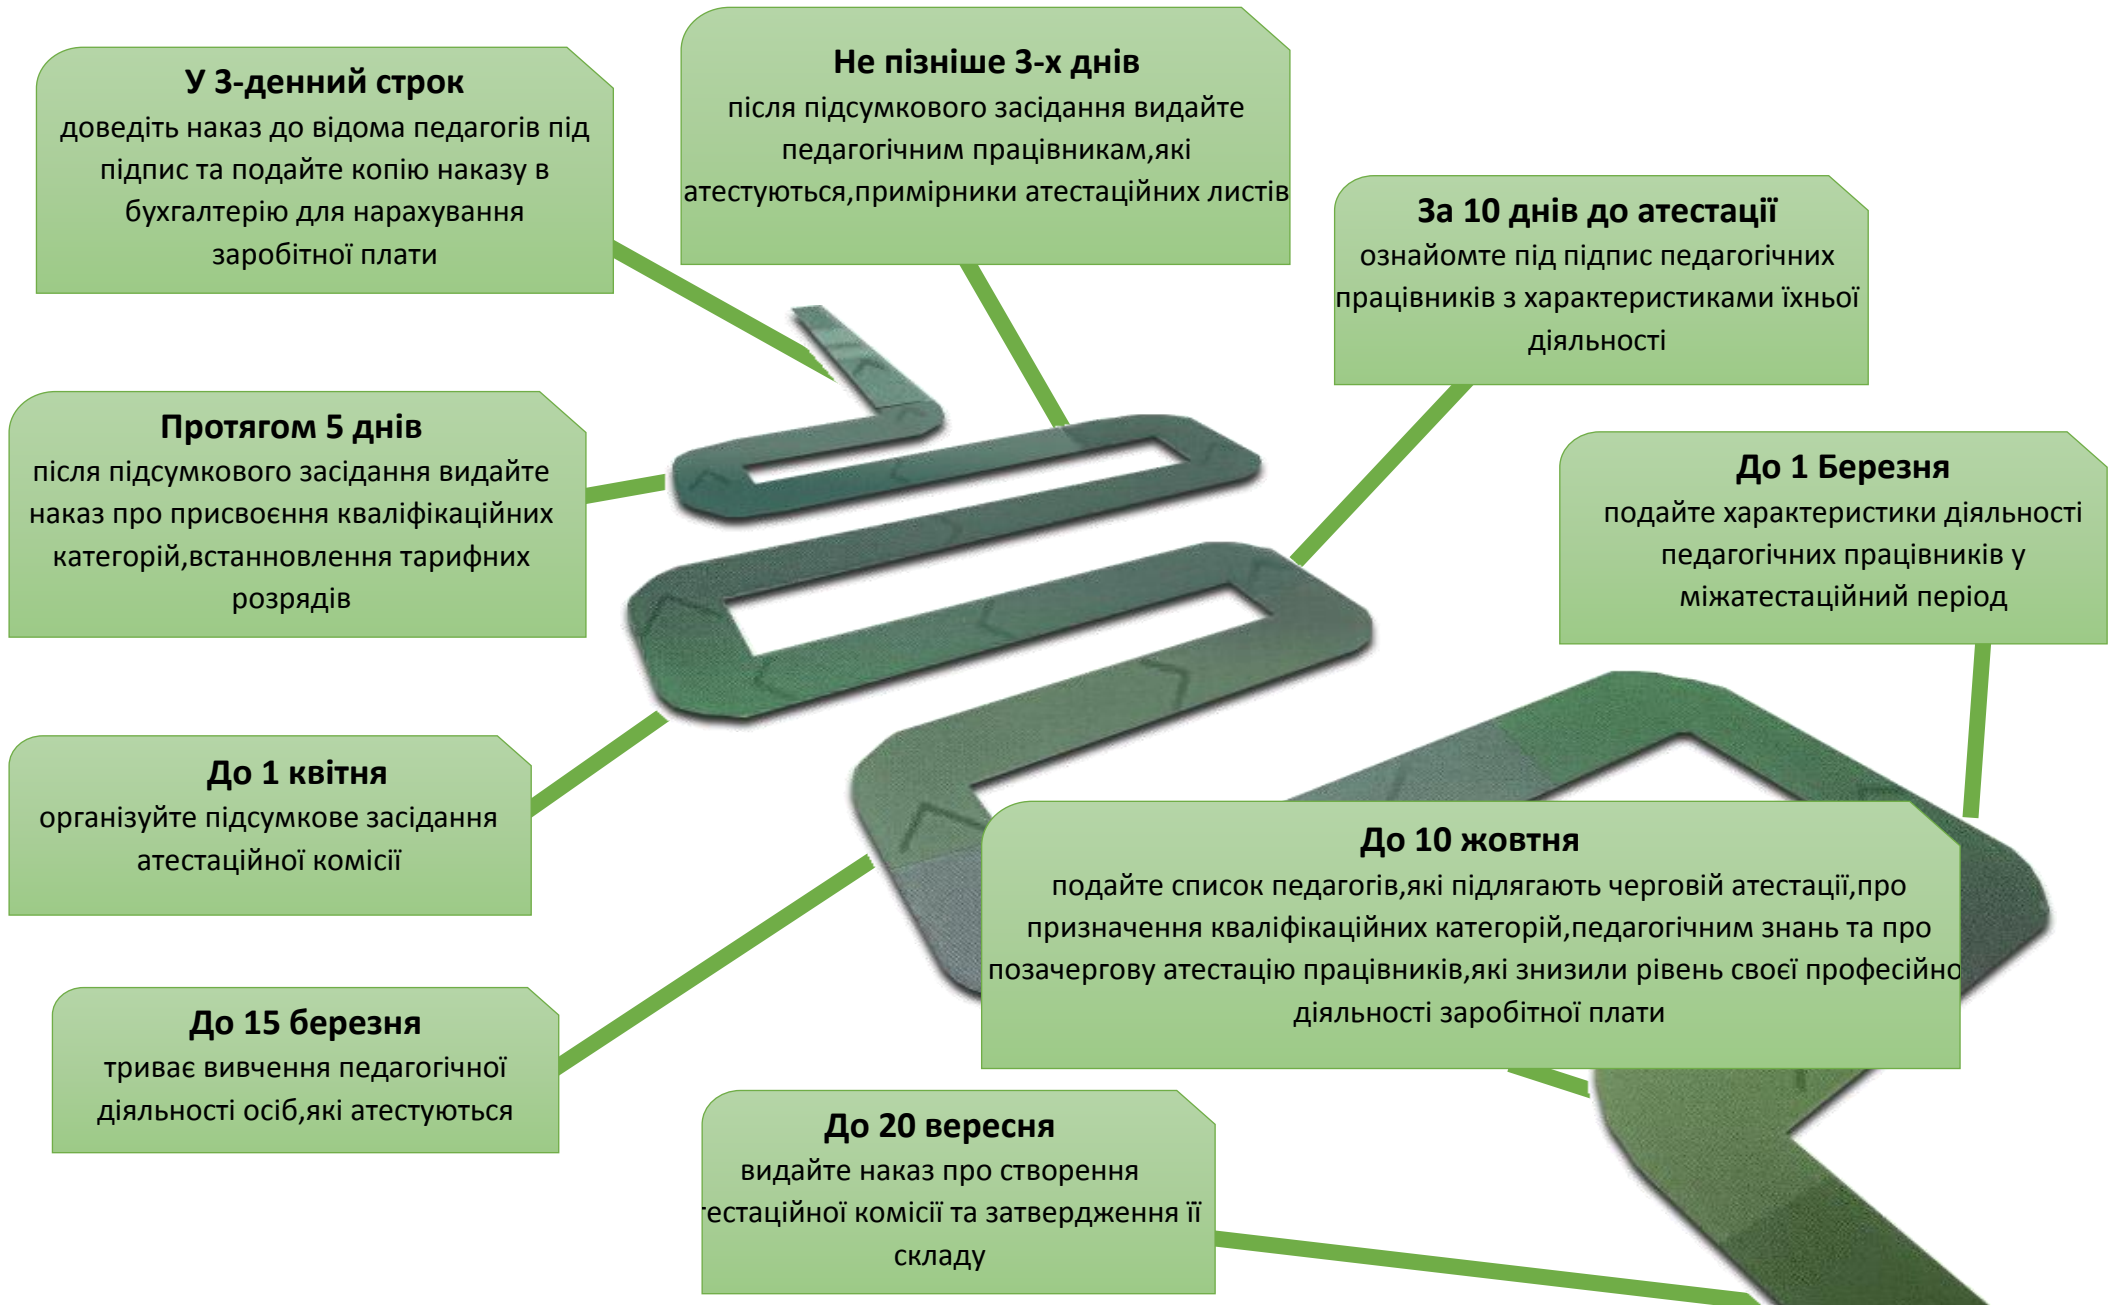 У 3-денний строк
доведіть наказ до відома педагогів під
підпис та подайте копію наказу в
бухгалтерію для нарахування
заробітної плати
Не пізніше 3-х днів
після підсумкового засідання видайте
педагогічним працівникам,які
атестуються,примірники атестаційних листів
За 10 днів до атестації
ознайомте під підпис педагогічних
працівників з характеристиками їхньої
діяльності
Протягом 5 днів
після підсумкового засідання видайте
наказ про присвоєння кваліфікаційних
категорій,встанновлення тарифних
розрядів
До 1 Березня
подайте характеристики діяльності
педагогічних працівників у
міжатестаційний період
До 1 квітня
організуйте підсумкове засідання
атестаційної комісії
До 10 жовтня
подайте список педагогів,які підлягають черговій атестації,про
призначення кваліфікаційних категорій,педагогічним знань та про
позачергову атестацію працівників,які знизили рівень своєї професійно
діяльності заробітної плати
До 15 березня
триває вивчення педагогічної
діяльності осіб,які атестуються
До 20 вересня
видайте наказ про створення
тестаційної комісії та затвердження її
складу